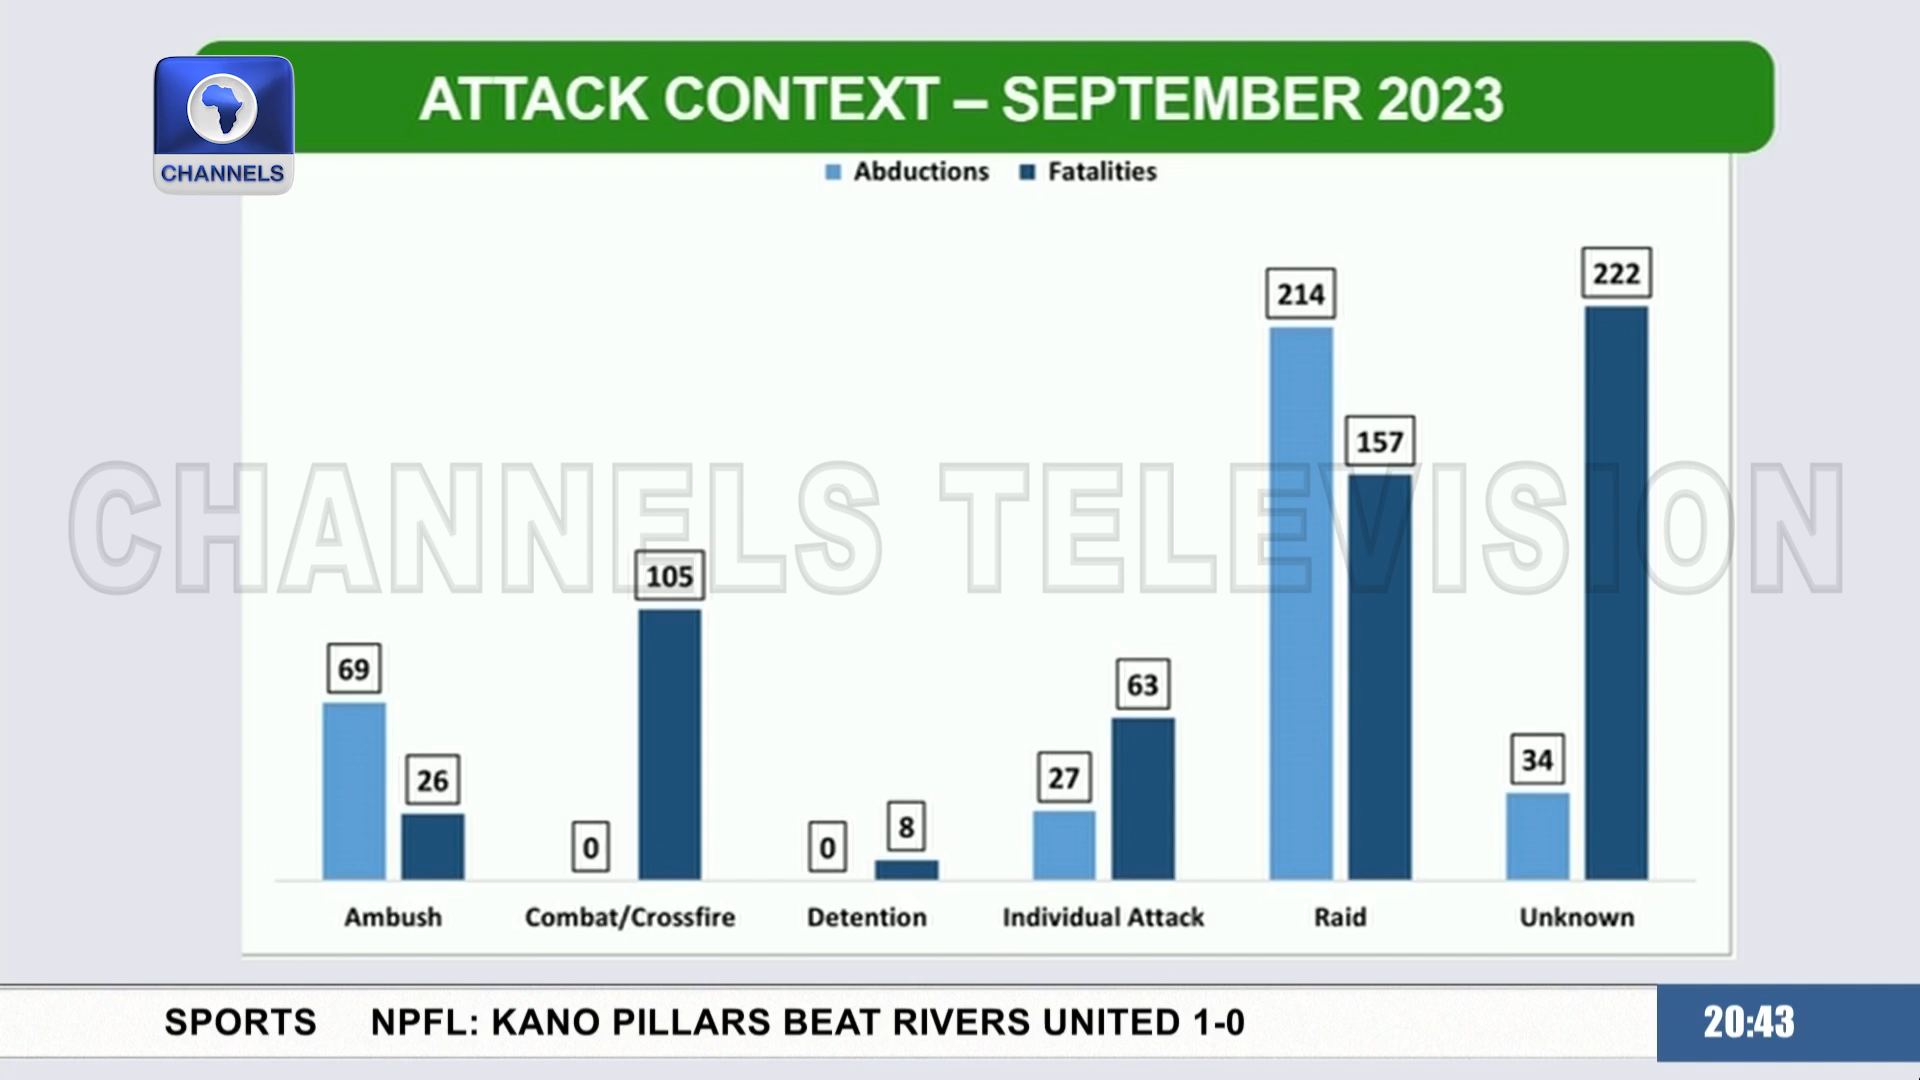 ATTACK CONTEXT – SEPTEMBER 2023
CHANNELS
Abductions Fatalities
222
214
157
CHANNELS TELEVISION
105
69
63
26
34
27
8
0 0
Ambush Combat/Crossfire Detention Individual Attack Raid Unknown
SPORTS NPFL: KANO PILLARS BEAT RIVERS UNITED 1-0 20:43